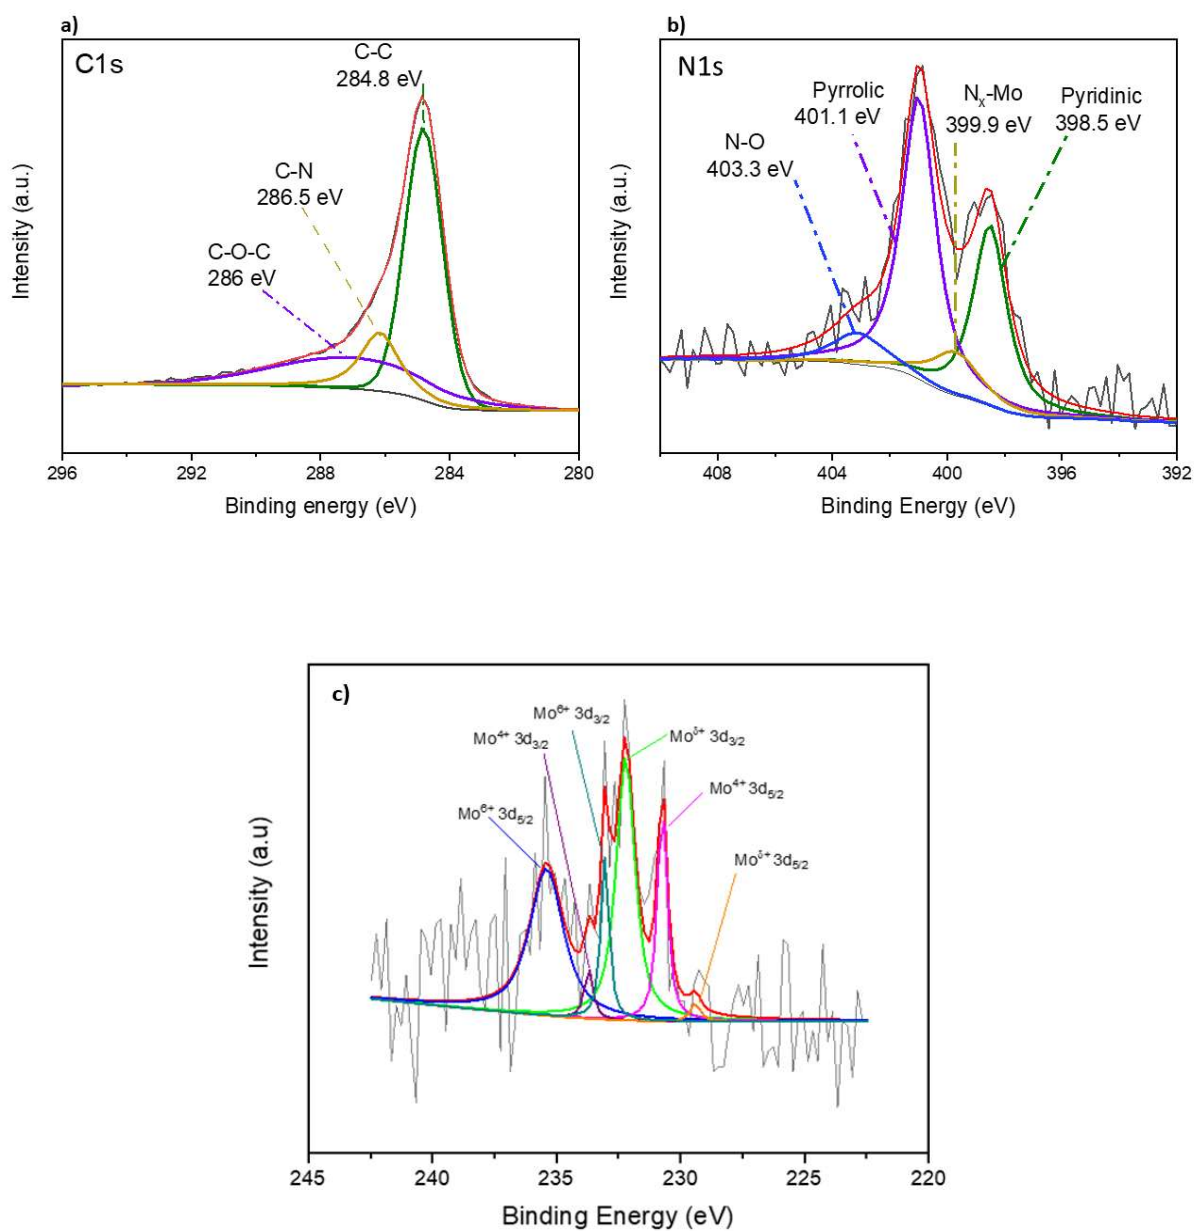 a)
C1s
C-C
284.8 eV
C-N
286.5 eV
C-O-C
286 eV
Intensity (a.u.)
296 292 288 284 280
Binding energy (eV)
b)
N1s
Pyrrolic
401.1 eV
Nₓ-Mo
399.9 eV
Pyridinic
398.5 eV
N-O
403.3 eV
Intensity (a.u.)
408 404 400 396 392
Binding Energy (eV)
c)
Mo⁶⁺ 3d₃/₂
Mo⁴⁺ 3d₃/₂
Mo⁶⁺ 3d₅/₂
Mo^δ+ 3d₃/₂
Mo⁴⁺ 3d₅/₂
Mo^δ+ 3d₅/₂
Intensity (a.u)
245 240 235 230 225 220
Binding Energy (eV)